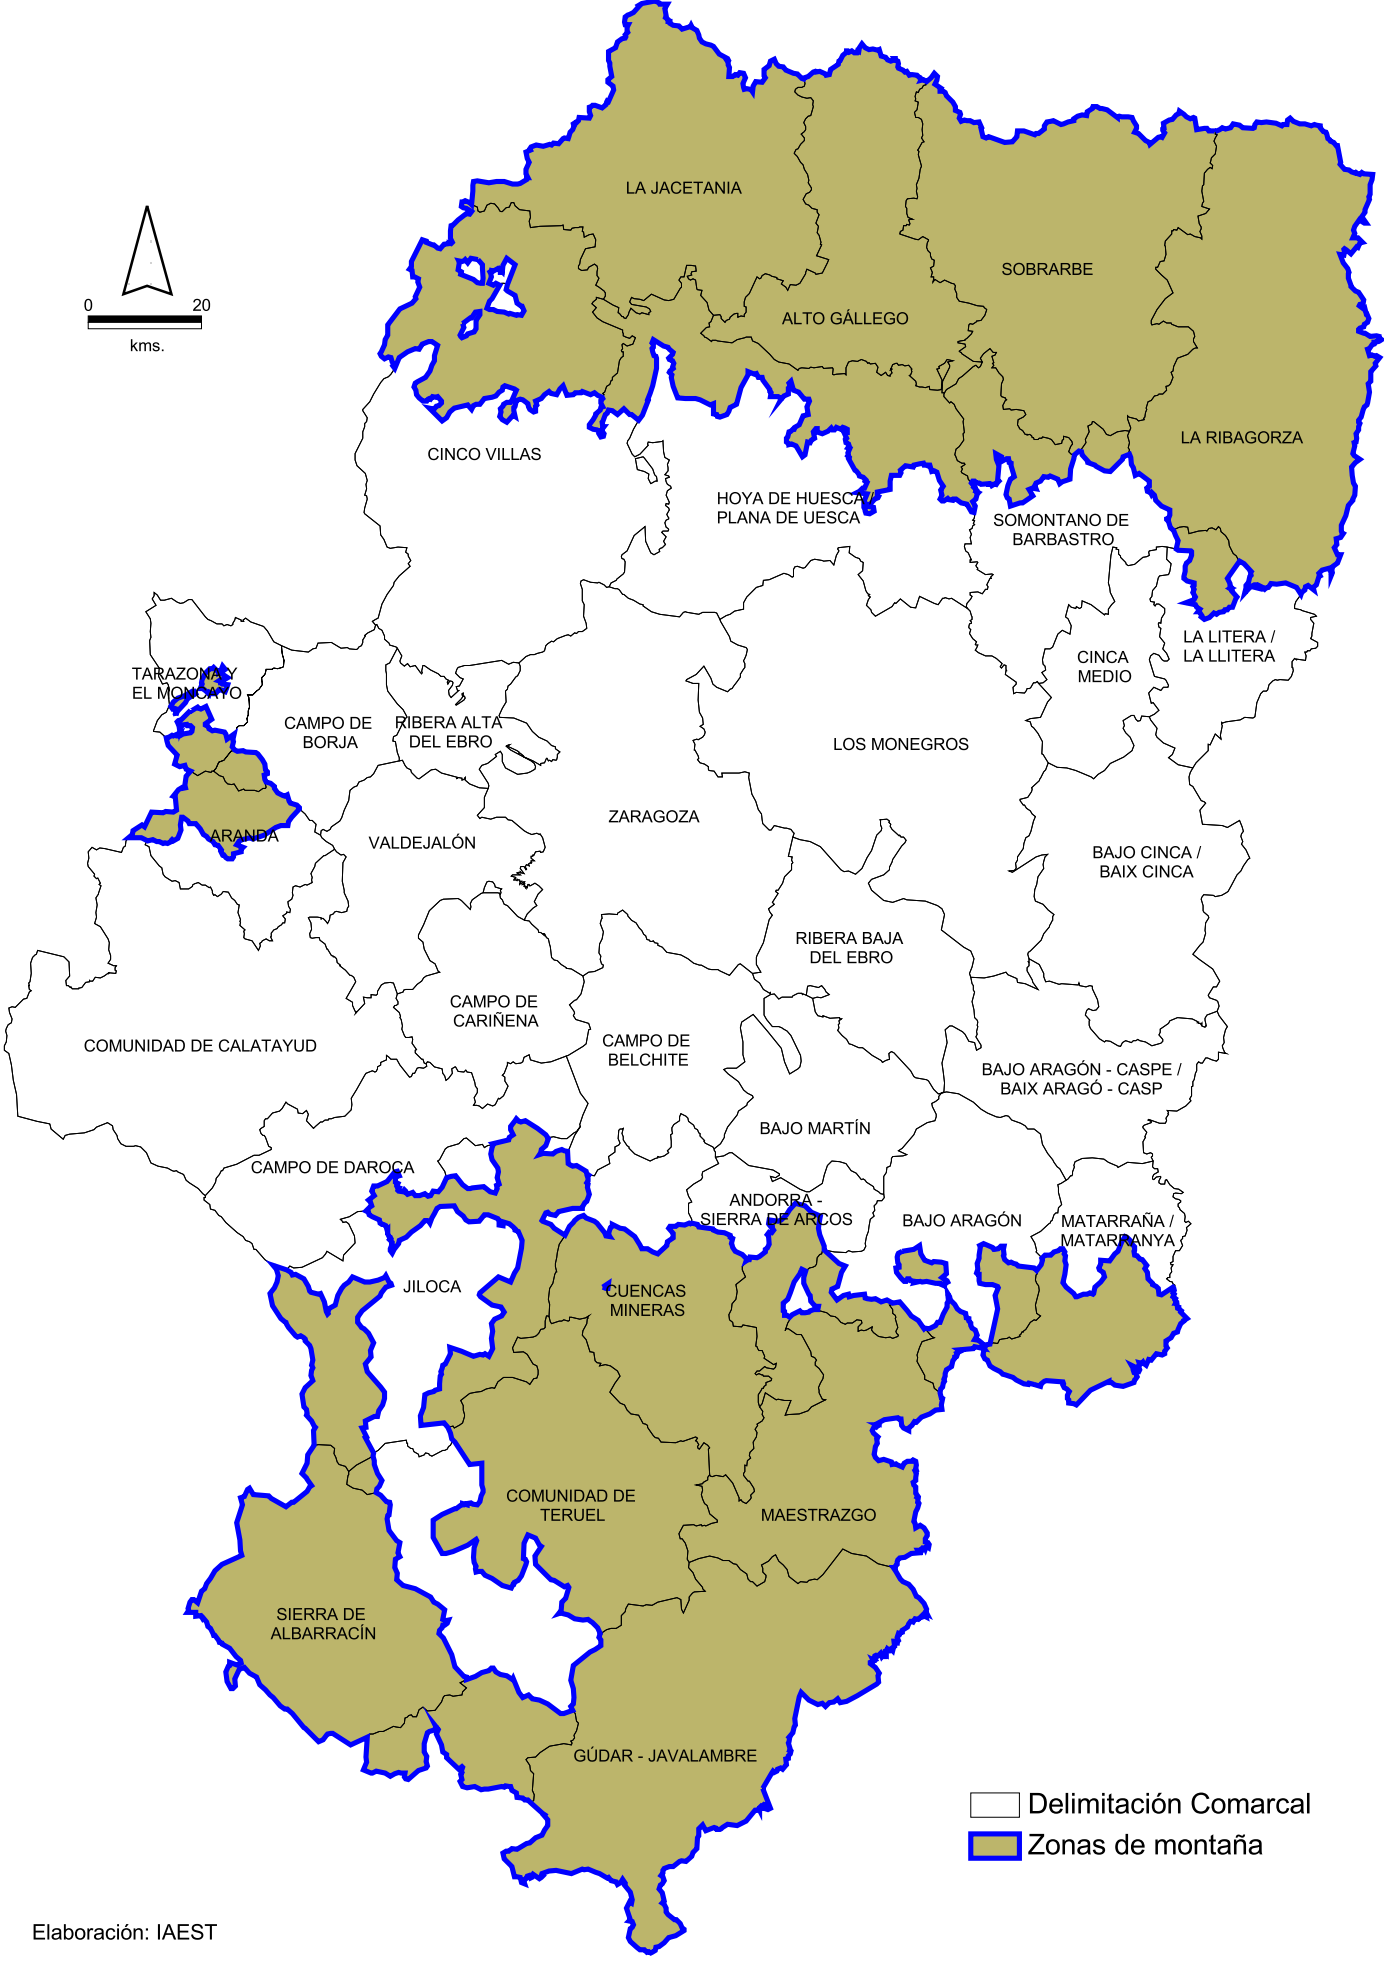 LA JACETANIA
SOBRARBE
ALTO GÁLLEGO
0 20
kms.
LA RIBAGORZA
CINCO VILLAS
HOYA DE HUESCA /
PLANA DE UESCA
SOMONTANO DE
BARBASTRO
LA LITERA /
LA LLITERA
CINCA
MEDIO
TARAZONA Y
EL MONCAYO
CAMPO DE
BORJA
RIBERA ALTA
DEL EBRO
LOS MONEGROS
ZARAGOZA
ARANDA
VALDEJALÓN
BAJO CINCA /
BAIX CINCA
RIBERA BAJA
DEL EBRO
CAMPO DE
CARIÑENA
COMUNIDAD DE CALATAYUD
CAMPO DE
BELCHITE
BAJO ARAGÓN - CASPE /
BAIX ARAGÓ - CASP
BAJO MARTÍN
CAMPO DE DAROCA
ANDORRA -
SIERRA DE ARCOS
BAJO ARAGÓN
MATARRAÑA /
MATARRANYA
JILOCA
CUENCAS
MINERAS
COMUNIDAD DE
TERUEL
MAESTRAZGO
SIERRA DE
ALBARRACÍN
GÚDAR - JAVALAMBRE
Delimitación Comarcal
Zonas de montaña
Elaboración: IAEST